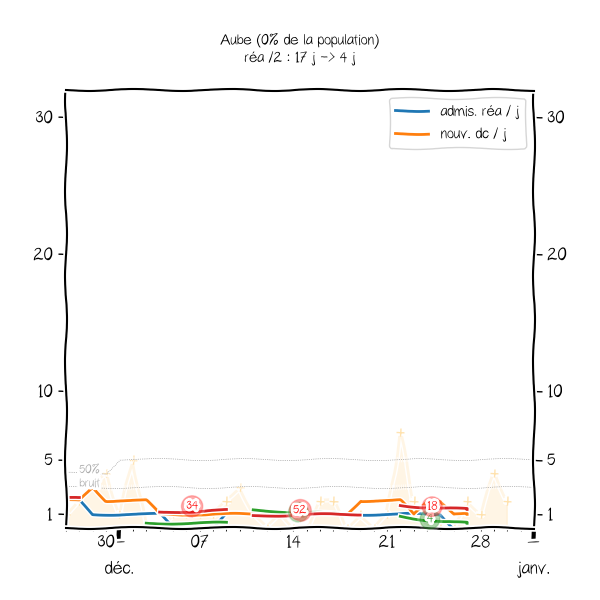 Aube (0% de la population)
réa /2 : 17 j -> 4 j
admis. réa / j
nouv. dc / j
30
30
20
20
10
10
5
5
1
1
50%
bruit
34
52
18
4
30
07
14
21
28
déc.
janv.